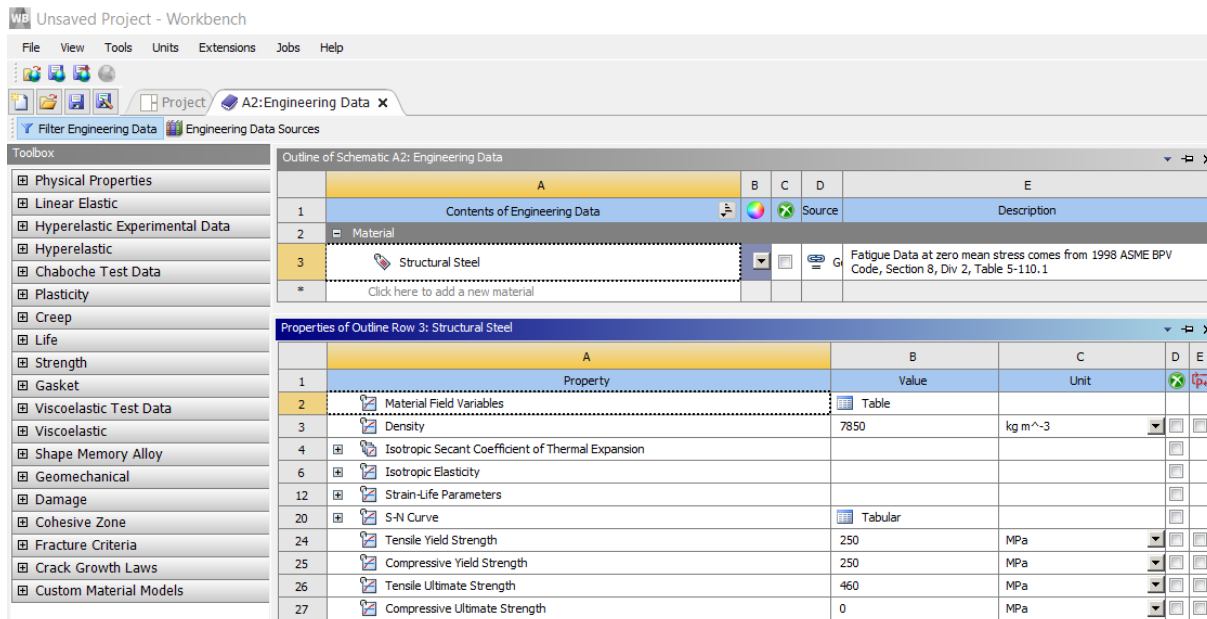 WB Unsaved Project - Workbench
File View Tools Units Extensions Jobs Help
Project A2:Engineering Data
Filter Engineering Data Engineering Data Sources
Toolbox
Physical Properties
Linear Elastic
Hyperelastic Experimental Data
Hyperelastic
Chaboche Test Data
Plasticity
Creep
Life
Strength
Gasket
Viscoelastic Test Data
Viscoelastic
Shape Memory Alloy
Geomechanical
Damage
Cohesive Zone
Fracture Criteria
Crack Growth Laws
Custom Material Models
Outline of Schematic A2: Engineering Data
A B C D E
1 Contents of Engineering Data Source Description
2 Material
3 Structural Steel Fatigue Data at zero mean stress comes from 1998 ASME BPV
Code, Section 8, Div 2, Table 5-110.1
* Click here to add a new material
Properties of Outline Row 3: Structural Steel
A B C D E
1 Property Value Unit
2 Material Field Variables Table
3 Density 7850 kg m^-3
4 Isotropic Secant Coefficient of Thermal Expansion
6 Isotropic Elasticity
12 Strain-Life Parameters
20 S-N Curve Tabular
24 Tensile Yield Strength 250 MPa
25 Compressive Yield Strength 250 MPa
26 Tensile Ultimate Strength 460 MPa
27 Compressive Ultimate Strength 0 MPa